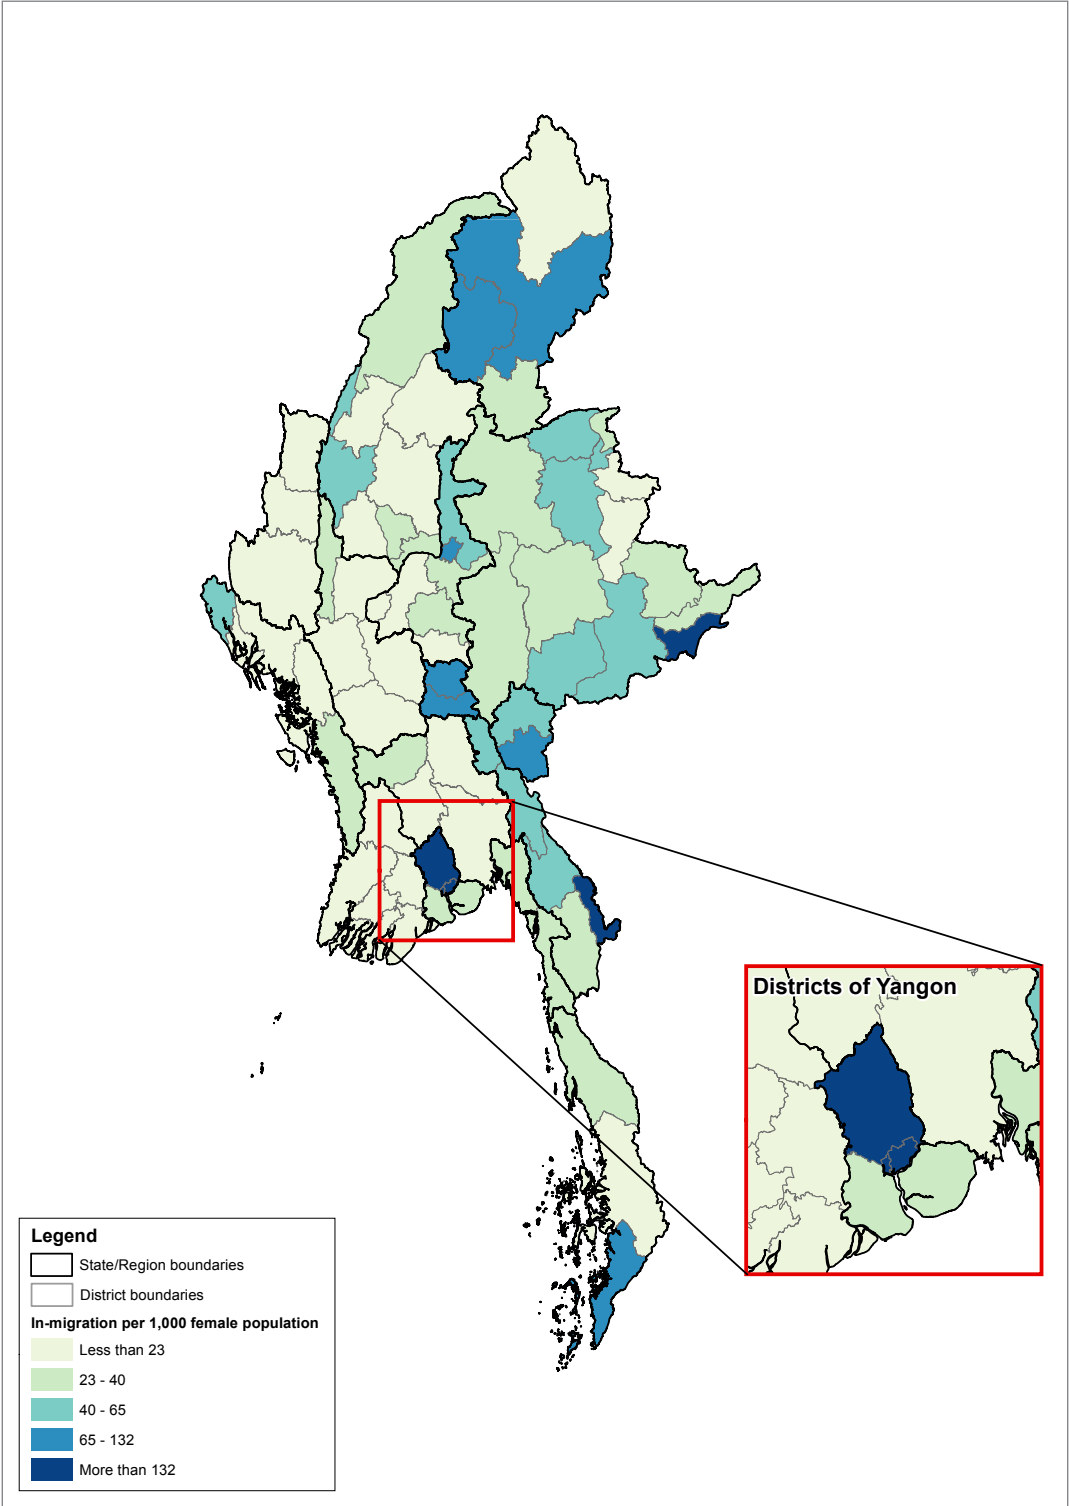 Districts of Yangon
Legend
State/Region boundaries
District boundaries
In-migration per 1,000 female population
Less than 23
23 - 40
40 - 65
65 - 132
More than 132